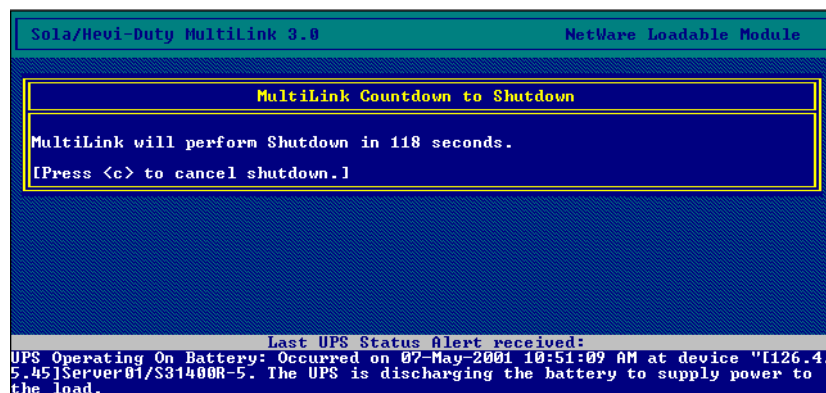 Sola/Hevi-Duty MultiLink 3.0 NetWare Loadable Module
MultiLink Countdown to Shutdown
MultiLink will perform Shutdown in 118 seconds.
[Press <c> to cancel shutdown.]
Last UPS Status Alert received:
UPS Operating On Battery: Occurred on 07-May-2001 10:51:09 AM at device "[126.4.
5.45]Server01/S31400R-5. The UPS is discharging the battery to supply power to
the load.